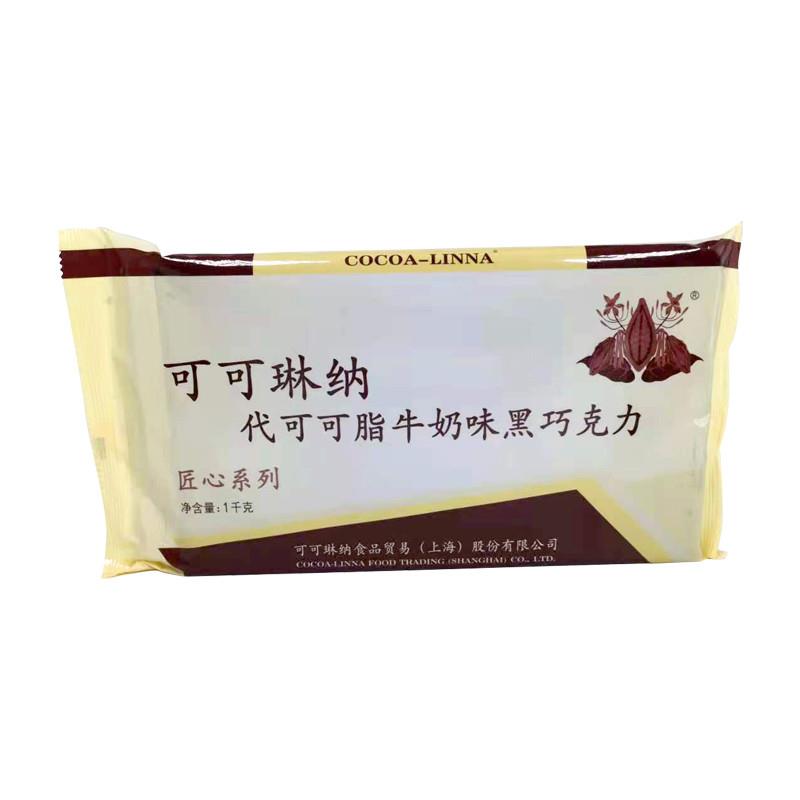 COCOA-LINNA®
®
可可琳纳
代可可脂牛奶味黑巧克力
匠心系列
净含量：1千克
可可琳纳食品贸易（上海）股份有限公司
COCOA-LINNA FOOD TRADING (SHANGHAI) CO., LTD.